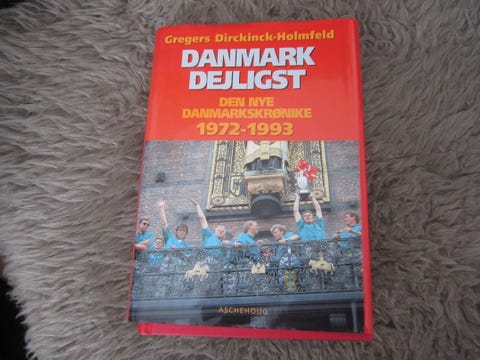 Gregers Dirckinck-Holmfeld
DANMARK
DEJLIGST
DEN NYE
DANMARKSKRØNIKE
1972-1993
ASCHEHOUG